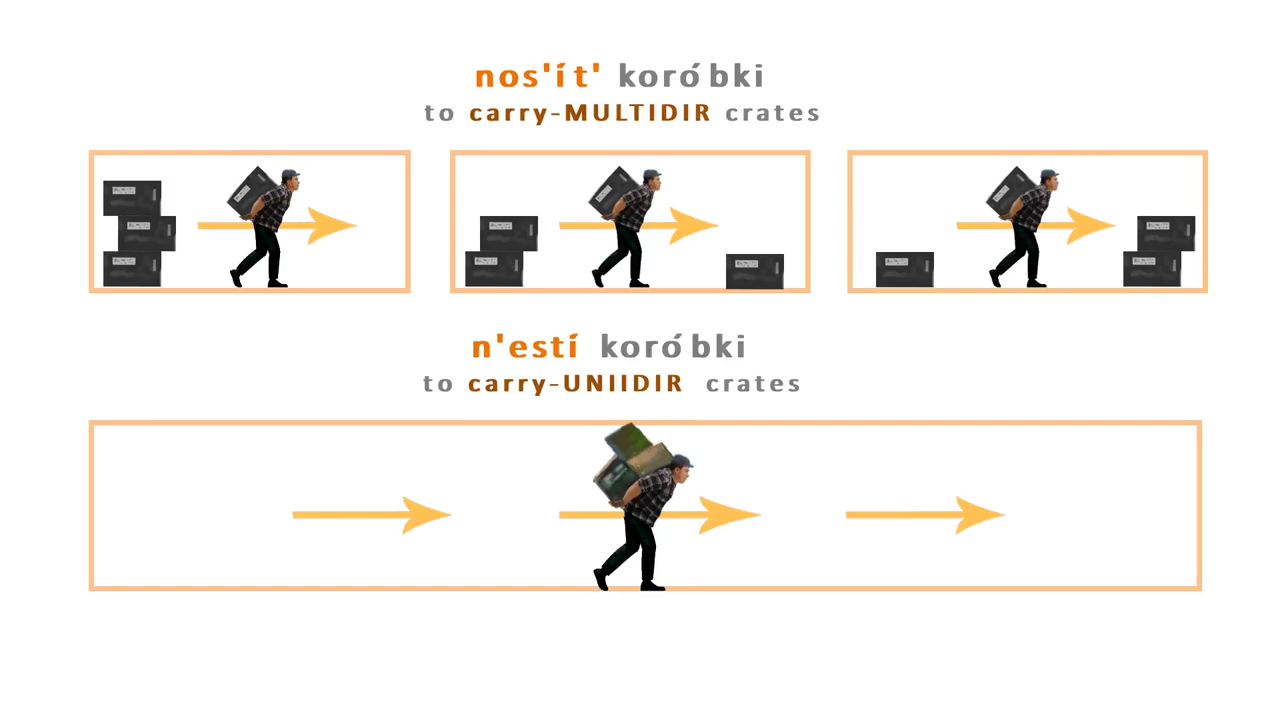 nos'ít' koróbki
to carry-MULTIDIR crates
n'estí koróbki
to carry-UNIIDIR crates